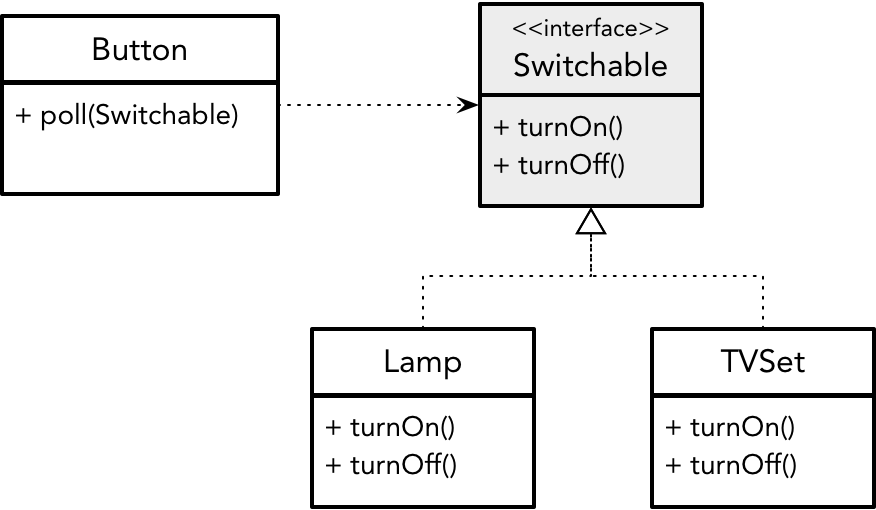 Button
+ poll(Switchable)
<<interface>>
Switchable
+ turnOn()
+ turnOff()
Lamp
+ turnOn()
+ turnOff()
TVSet
+ turnOn()
+ turnOff()